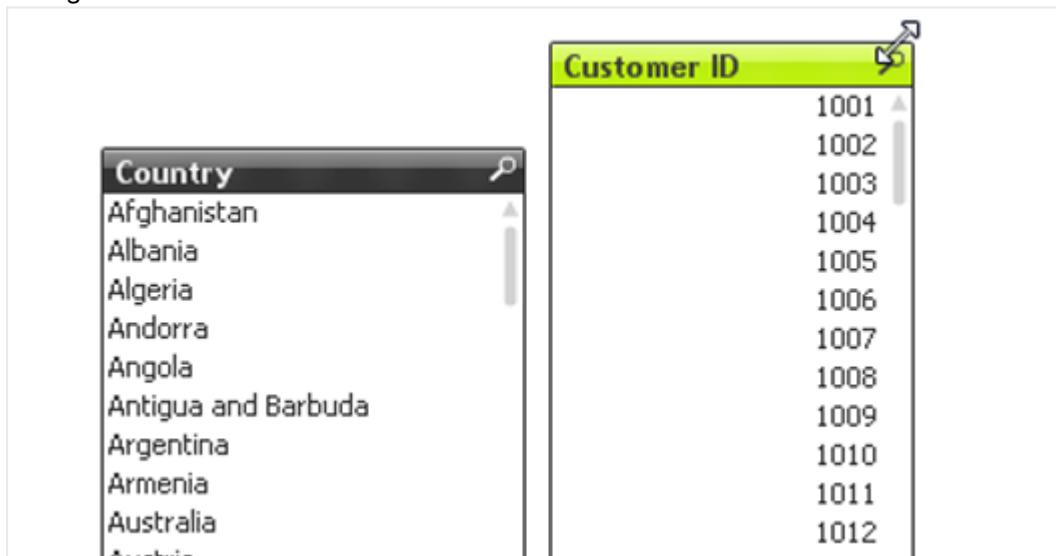 Customer ID
1001
1002
1003
1004
1005
1006
1007
1008
1009
1010
1011
1012
Country
Afghanistan
Albania
Algeria
Andorra
Angola
Antigua and Barbuda
Argentina
Armenia
Australia